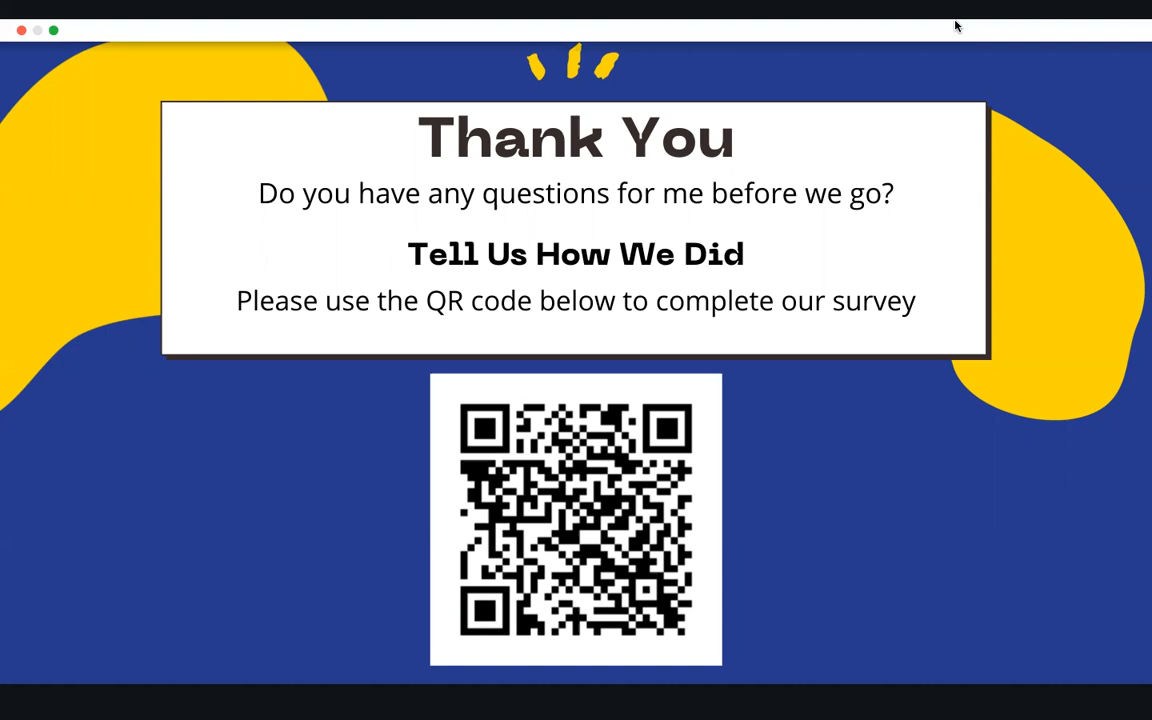 Thank You
Do you have any questions for me before we go?
Tell Us How We Did
Please use the QR code below to complete our survey